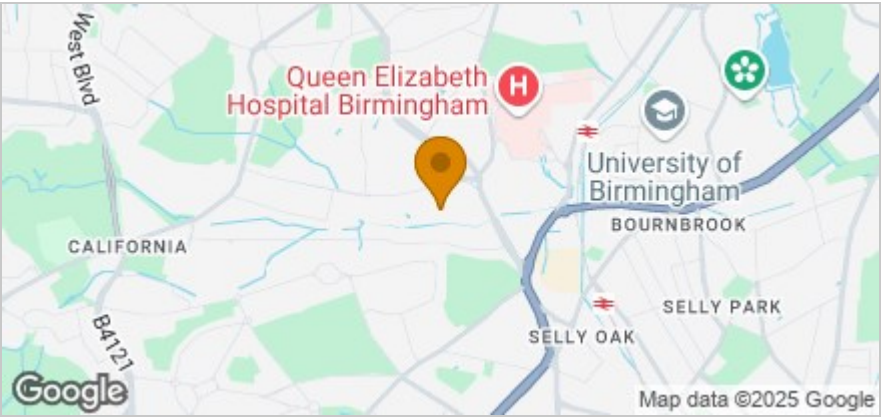 West Blvd
Queen Elizabeth
Hospital Birmingham
H
University of
Birmingham
BOURNBROOK
CALIFORNIA
SELLY PARK
B4121
SELLY OAK
Google
Map data ©2025 Google